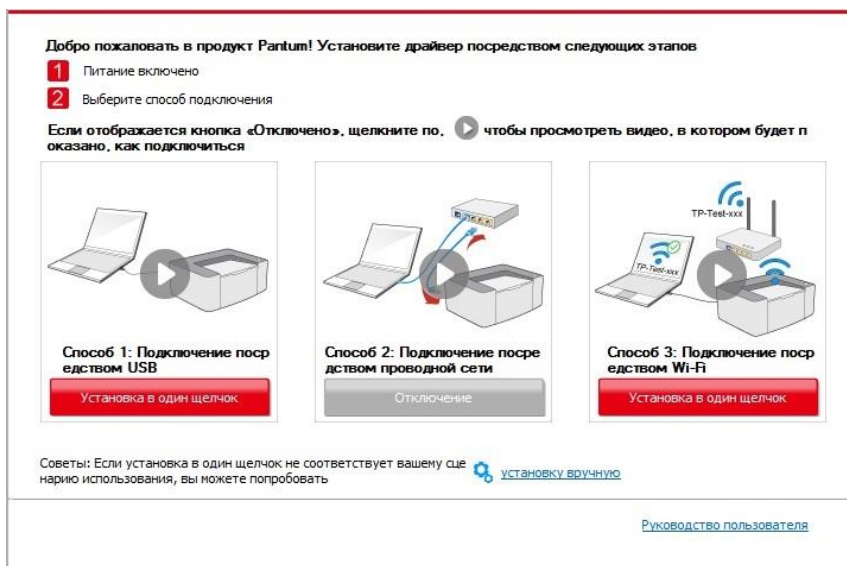 Добро пожаловать в продукт Pantum! Установите драйвер посредством следующих этапов
1 Питание включено
2 Выберите способ подключения
Если отображается кнопка «Отключено», щелкните по, чтобы просмотреть видео, в котором будет п
оказано, как подключиться
TP-Test-xxx
TP-Test-xxx
Способ 1: Подключение поср
едством USB
Установка в один щелчок
Способ 2: Подключение посре
дством проводной сети
Отключение
Способ 3: Подключение поср
едством Wi-Fi
Установка в один щелчок
Советы: Если установка в один щелчок не соответствует вашему сце
нарию использования, вы можете попробовать
установку вручную
Руководство пользователя